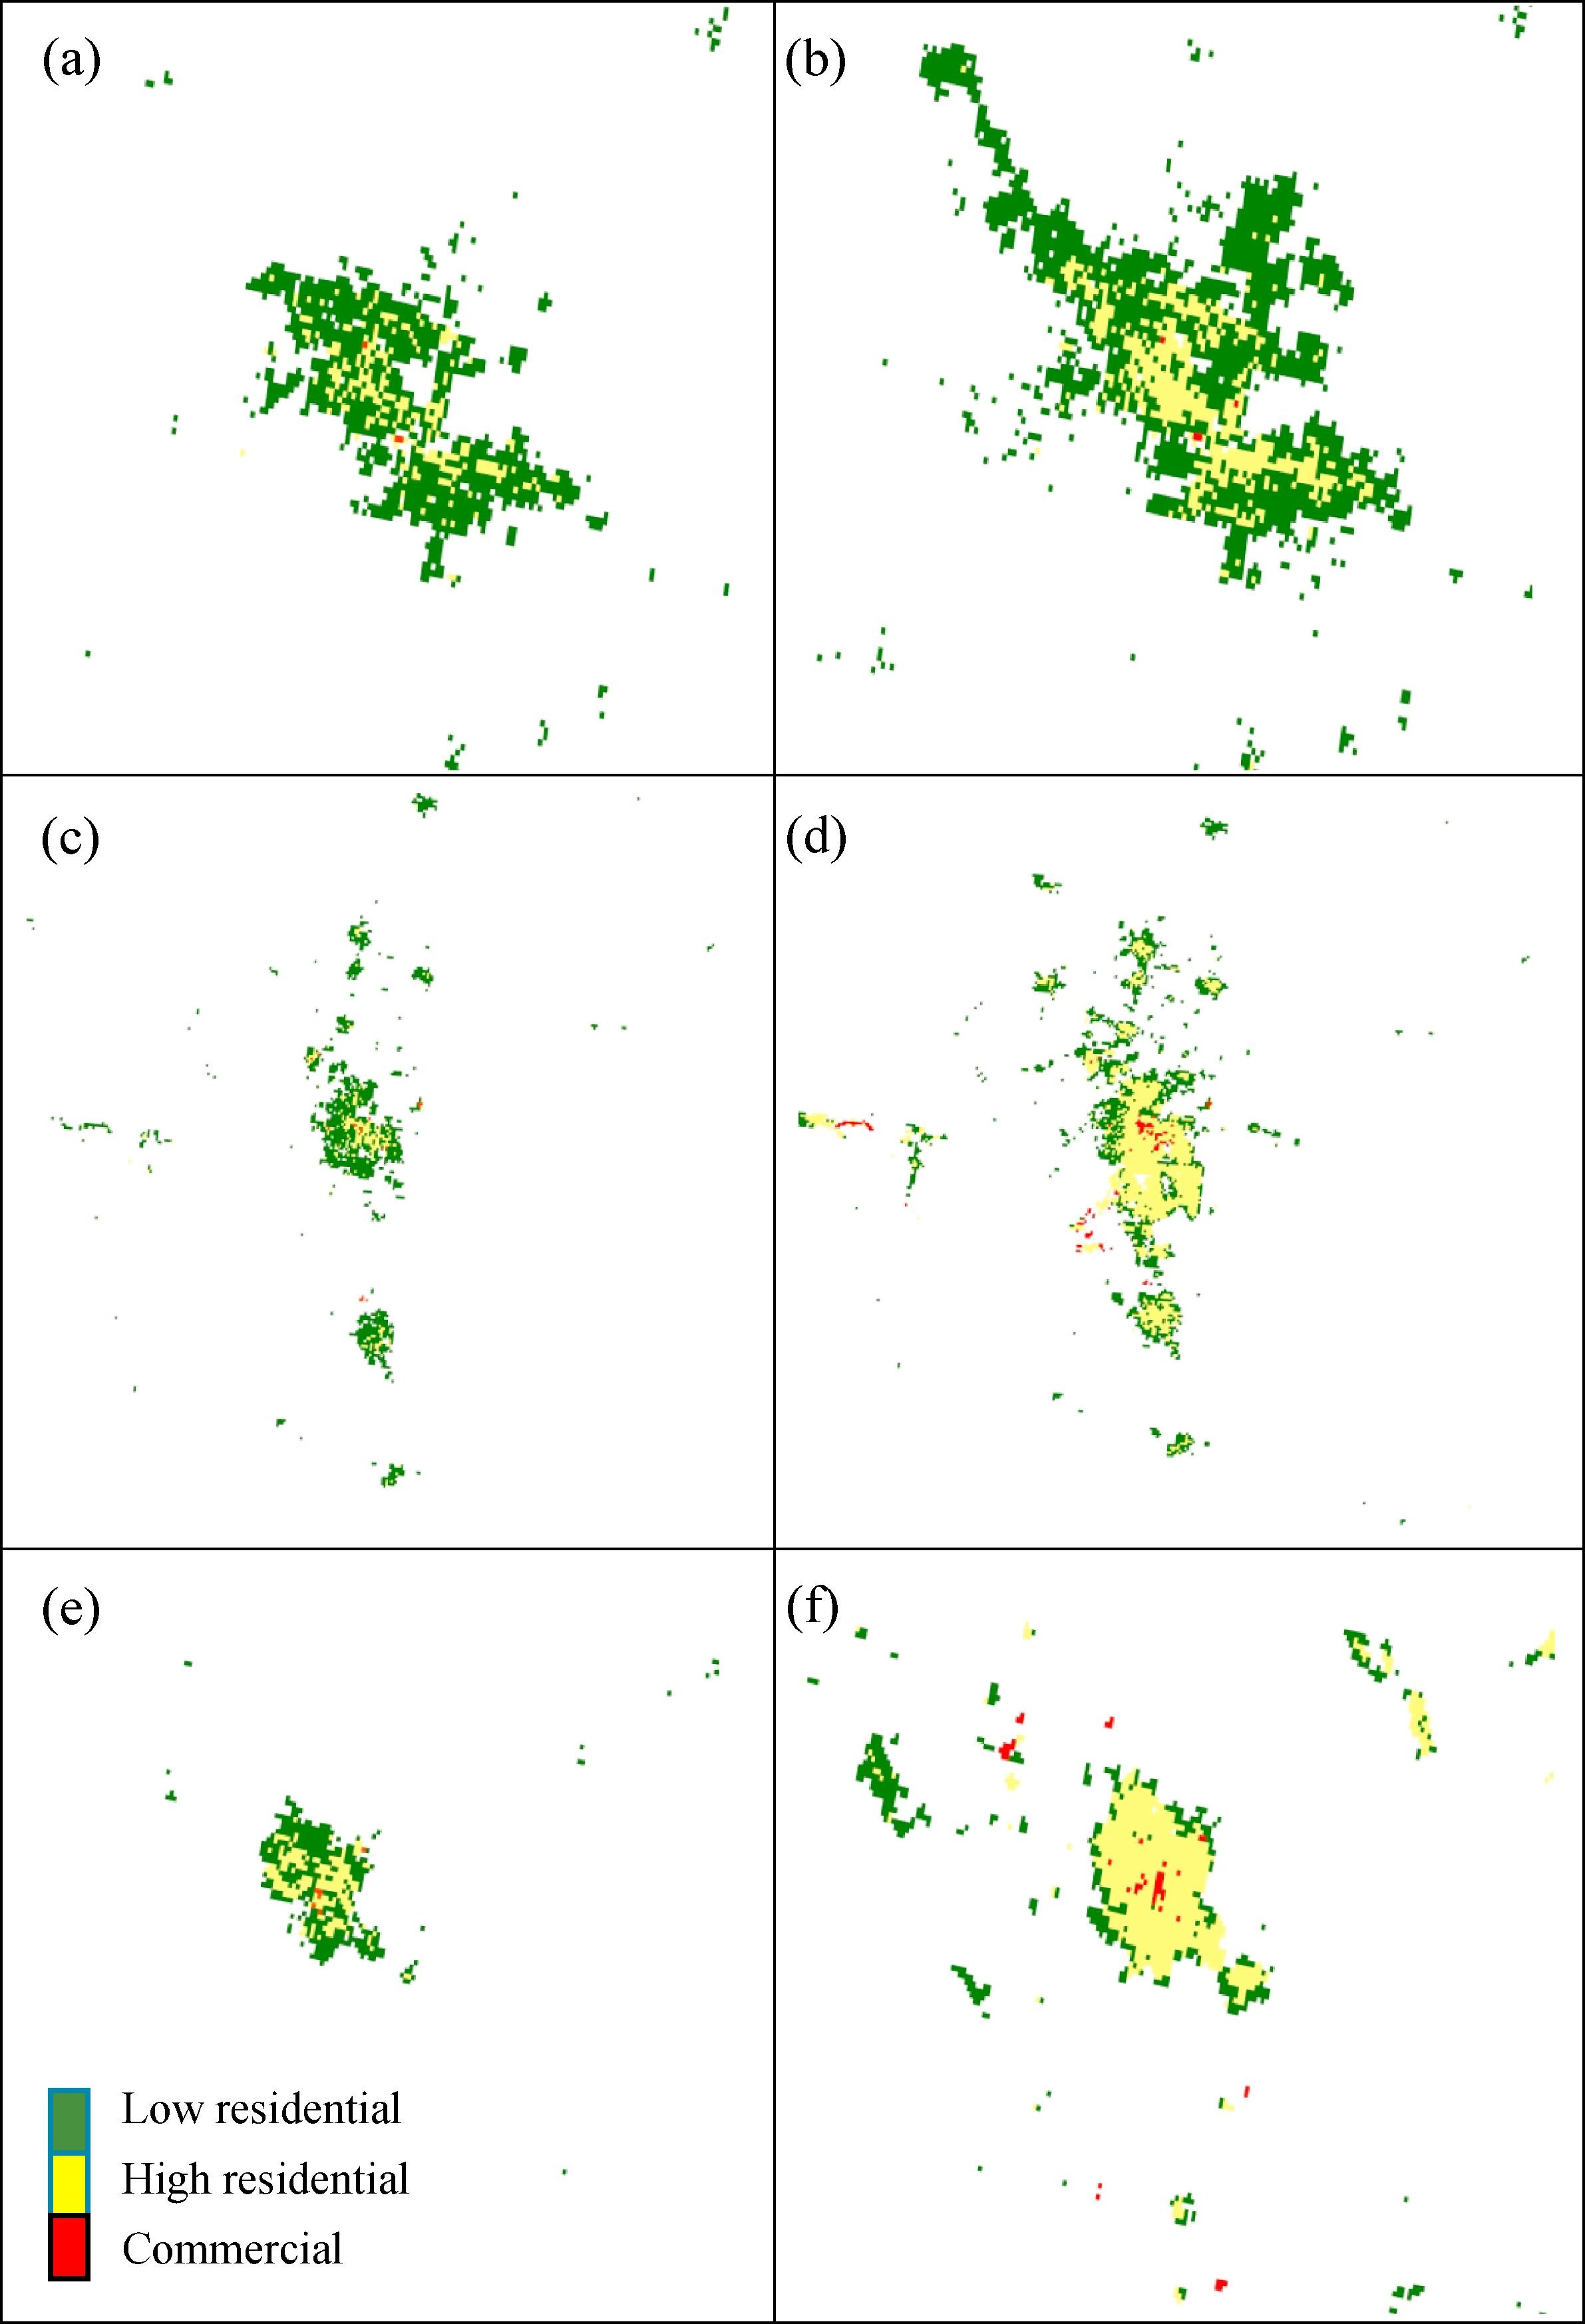 (a)
(b)
(c)
(d)
(e)
(f)
Low residential
High residential
Commercial